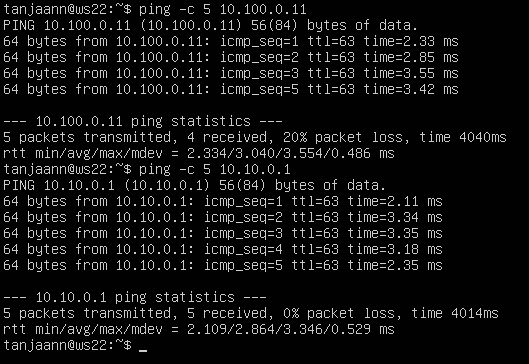 tanjaann@ws22:~$ ping -c 5 10.100.0.11
PING 10.100.0.11 (10.100.0.11) 56(84) bytes of data.
64 bytes from 10.100.0.11: icmp_seq=1 ttl=63 time=2.33 ms
64 bytes from 10.100.0.11: icmp_seq=2 ttl=63 time=2.85 ms
64 bytes from 10.100.0.11: icmp_seq=3 ttl=63 time=3.55 ms
64 bytes from 10.100.0.11: icmp_seq=5 ttl=63 time=3.42 ms

--- 10.100.0.11 ping statistics ---
5 packets transmitted, 4 received, 20% packet loss, time 4040ms
rtt min/avg/max/mdev = 2.334/3.040/3.554/0.486 ms
tanjaann@ws22:~$ ping -c 5 10.10.0.1
PING 10.10.0.1 (10.10.0.1) 56(84) bytes of data.
64 bytes from 10.10.0.1: icmp_seq=1 ttl=63 time=2.11 ms
64 bytes from 10.10.0.1: icmp_seq=2 ttl=63 time=3.34 ms
64 bytes from 10.10.0.1: icmp_seq=3 ttl=63 time=3.35 ms
64 bytes from 10.10.0.1: icmp_seq=4 ttl=63 time=3.18 ms
64 bytes from 10.10.0.1: icmp_seq=5 ttl=63 time=2.35 ms

--- 10.10.0.1 ping statistics ---
5 packets transmitted, 5 received, 0% packet loss, time 4014ms
rtt min/avg/max/mdev = 2.109/2.864/3.346/0.529 ms
tanjaann@ws22:~$ _